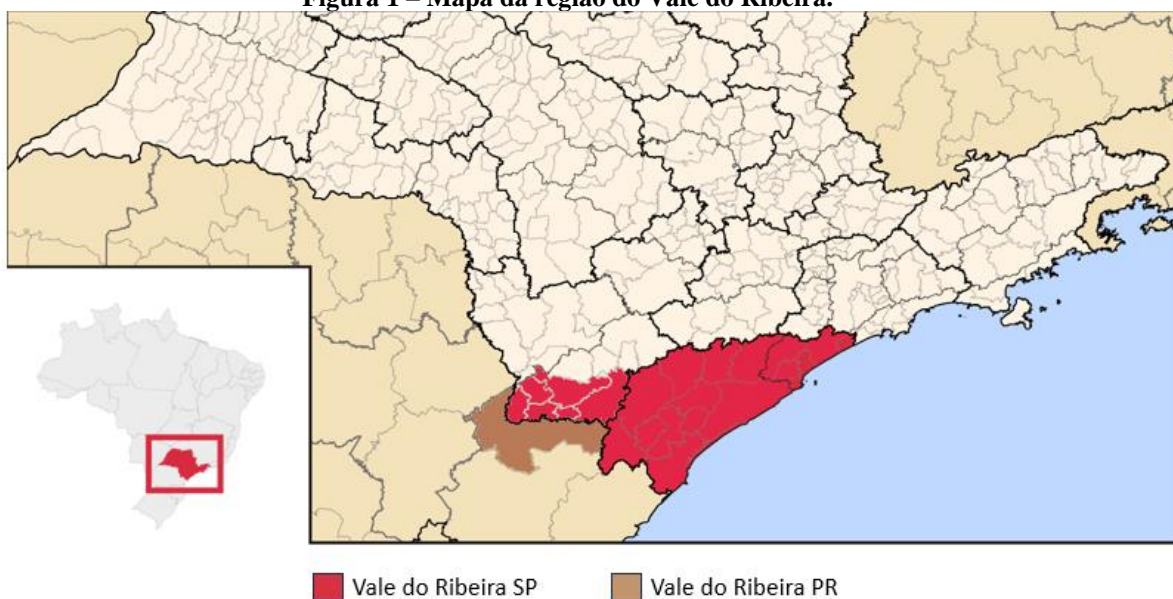 Figura 1 – Mapa da região do Vale do Ribeira.
Vale do Ribeira SP
Vale do Ribeira PR